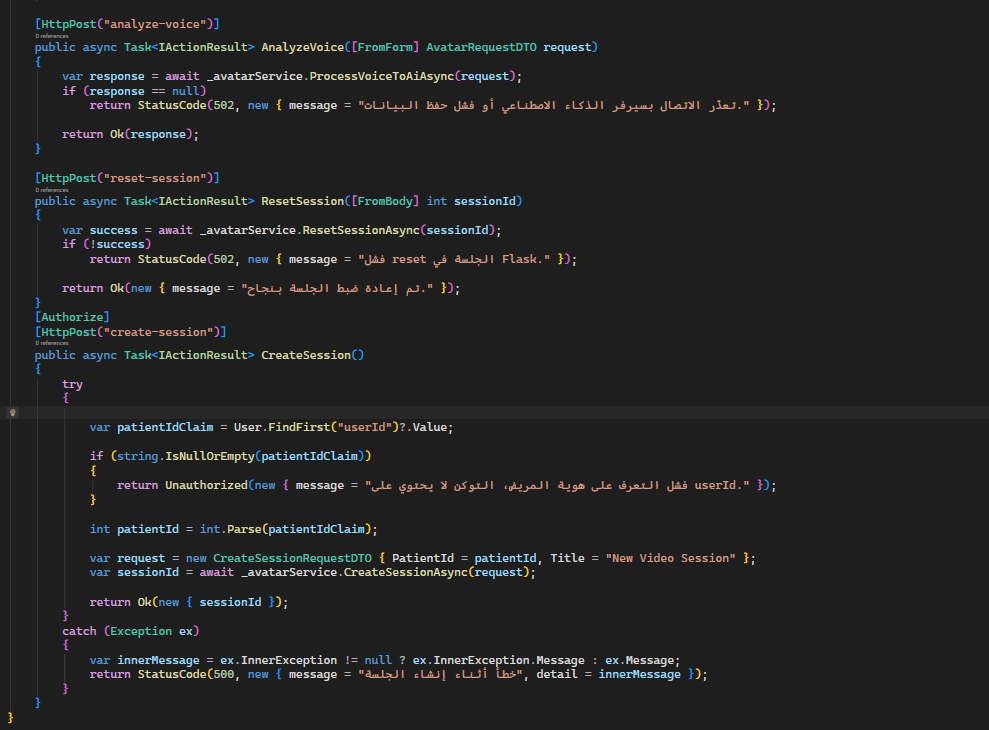 [HttpPost("analyze-voice")]
0 references
public async Task<IActionResult> AnalyzeVoice([FromForm] AvatarRequestDTO request)
{
var response = await _avatarService.ProcessVoiceToAiAsync(request);
if (response == null)
return StatusCode(502, new { message = "تعذّر الاتصال بسيرفر الذكاء الاصطناعي أو فشل حفظ البيانات." });
return Ok(response);
}
[HttpPost("reset-session")]
0 references
public async Task<IActionResult> ResetSession([FromBody] int sessionId)
{
var success = await _avatarService.ResetSessionAsync(sessionId);
if (!success)
return StatusCode(502, new { message = "فشل reset الجلسة في Flask." });
return Ok(new { message = "تم إعادة ضبط الجلسة بنجاح." });
}
[Authorize]
[HttpPost("create-session")]
0 references
public async Task<IActionResult> CreateSession()
{
try
{
var patientIdClaim = User.FindFirst("userId")?.Value;
if (string.IsNullOrEmpty(patientIdClaim))
{
return Unauthorized(new { message = "فشل التعرف على هوية المريض، التوكن لا يحتوي على userId." });
}
int patientId = int.Parse(patientIdClaim);
var request = new CreateSessionRequestDTO { PatientId = patientId, Title = "New Video Session" };
var sessionId = await _avatarService.CreateSessionAsync(request);
return Ok(new { sessionId });
}
catch (Exception ex)
{
var innerMessage = ex.InnerException != null ? ex.InnerException.Message : ex.Message;
return StatusCode(500, new { message = "خطأ أثناء إنشاء الجلسة", detail = innerMessage });
}
}
}